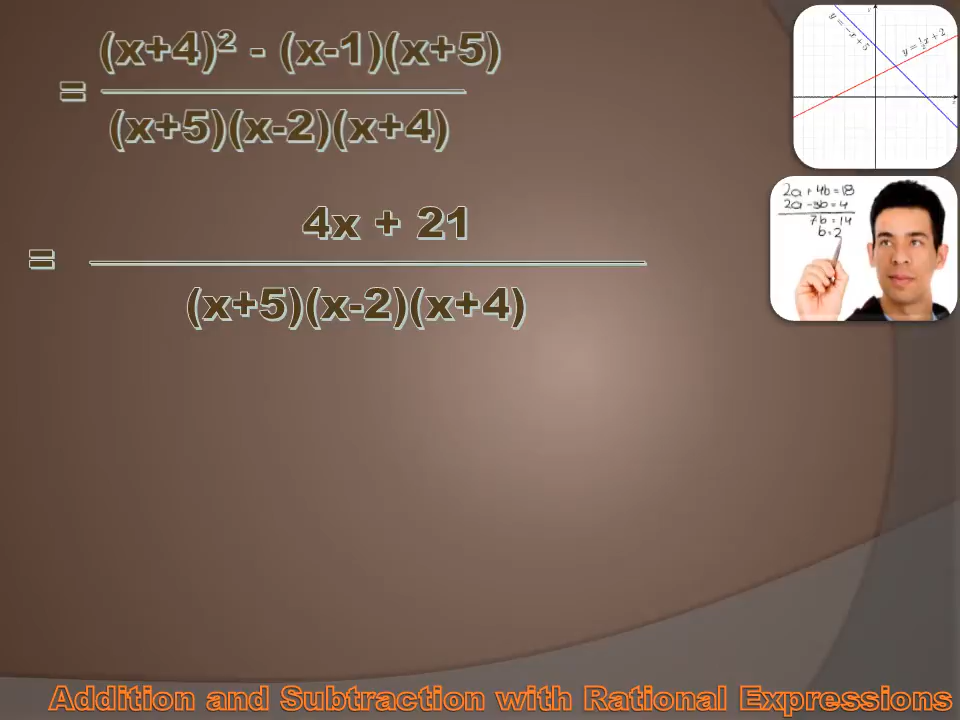 (x+4)² - (x-1)(x+5)
=
(x+5)(x-2)(x+4)
4x + 21
=
(x+5)(x-2)(x+4)
y = -x + 5
y = ½x + 2
2a + 4b = 18
2a - 3b = 4
7b = 14
b = 2
Addition and Subtraction with Rational Expressions